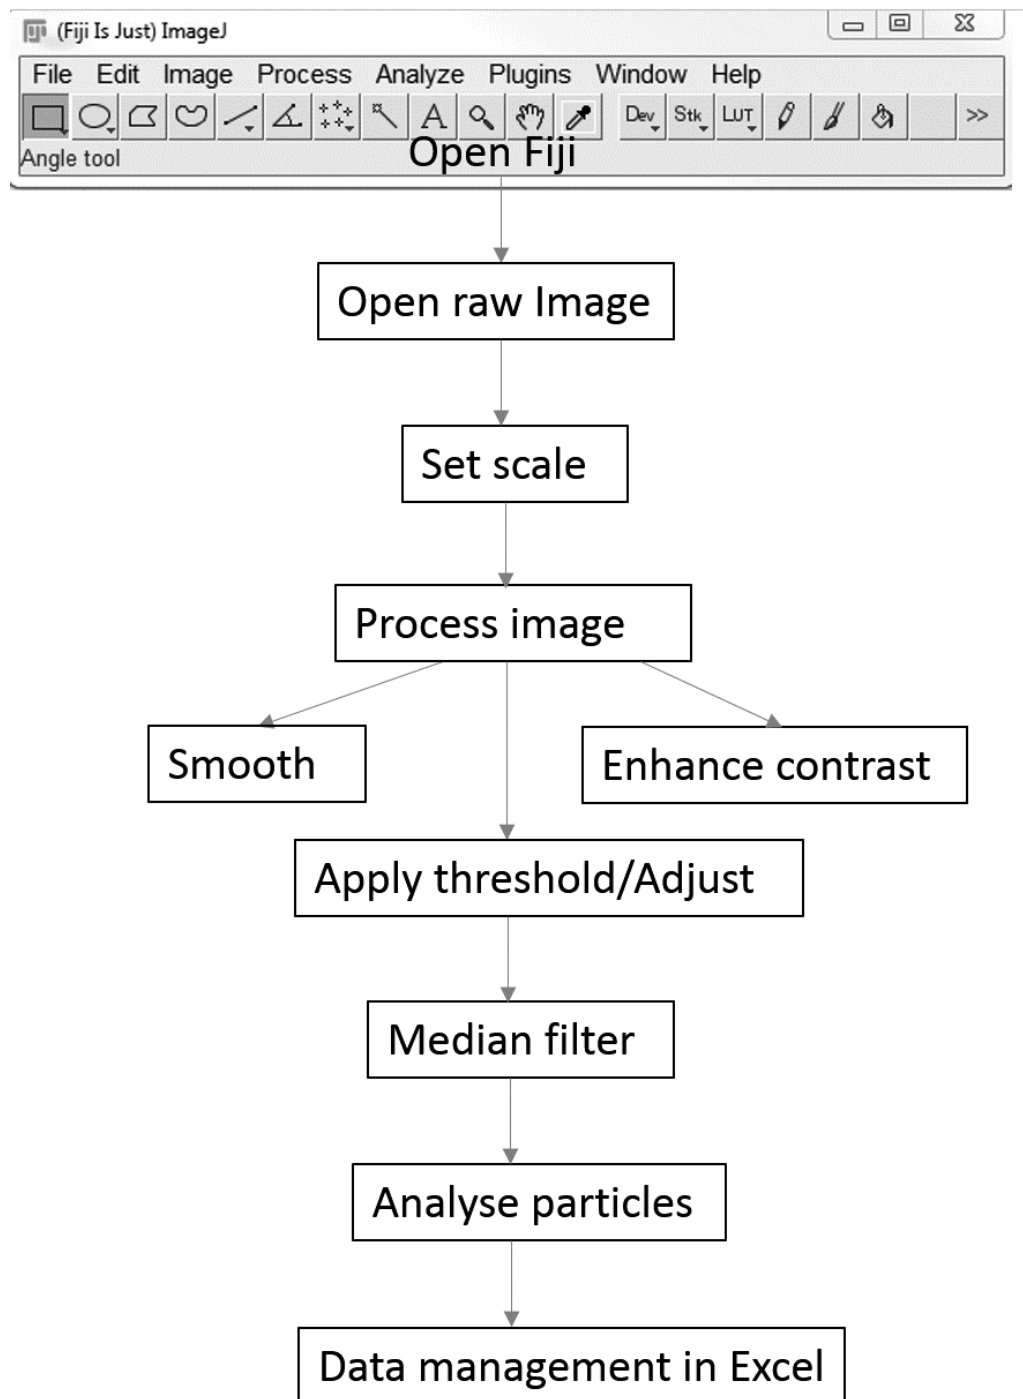 (Fiji Is Just) ImageJ
File Edit Image Process Analyze Plugins Window Help
A Dev Stk LUT >>
Open Fiji
Angle tool
Open raw Image
Set scale
Process image
Smooth
Enhance contrast
Apply threshold/Adjust
Median filter
Analyse particles
Data management in Excel